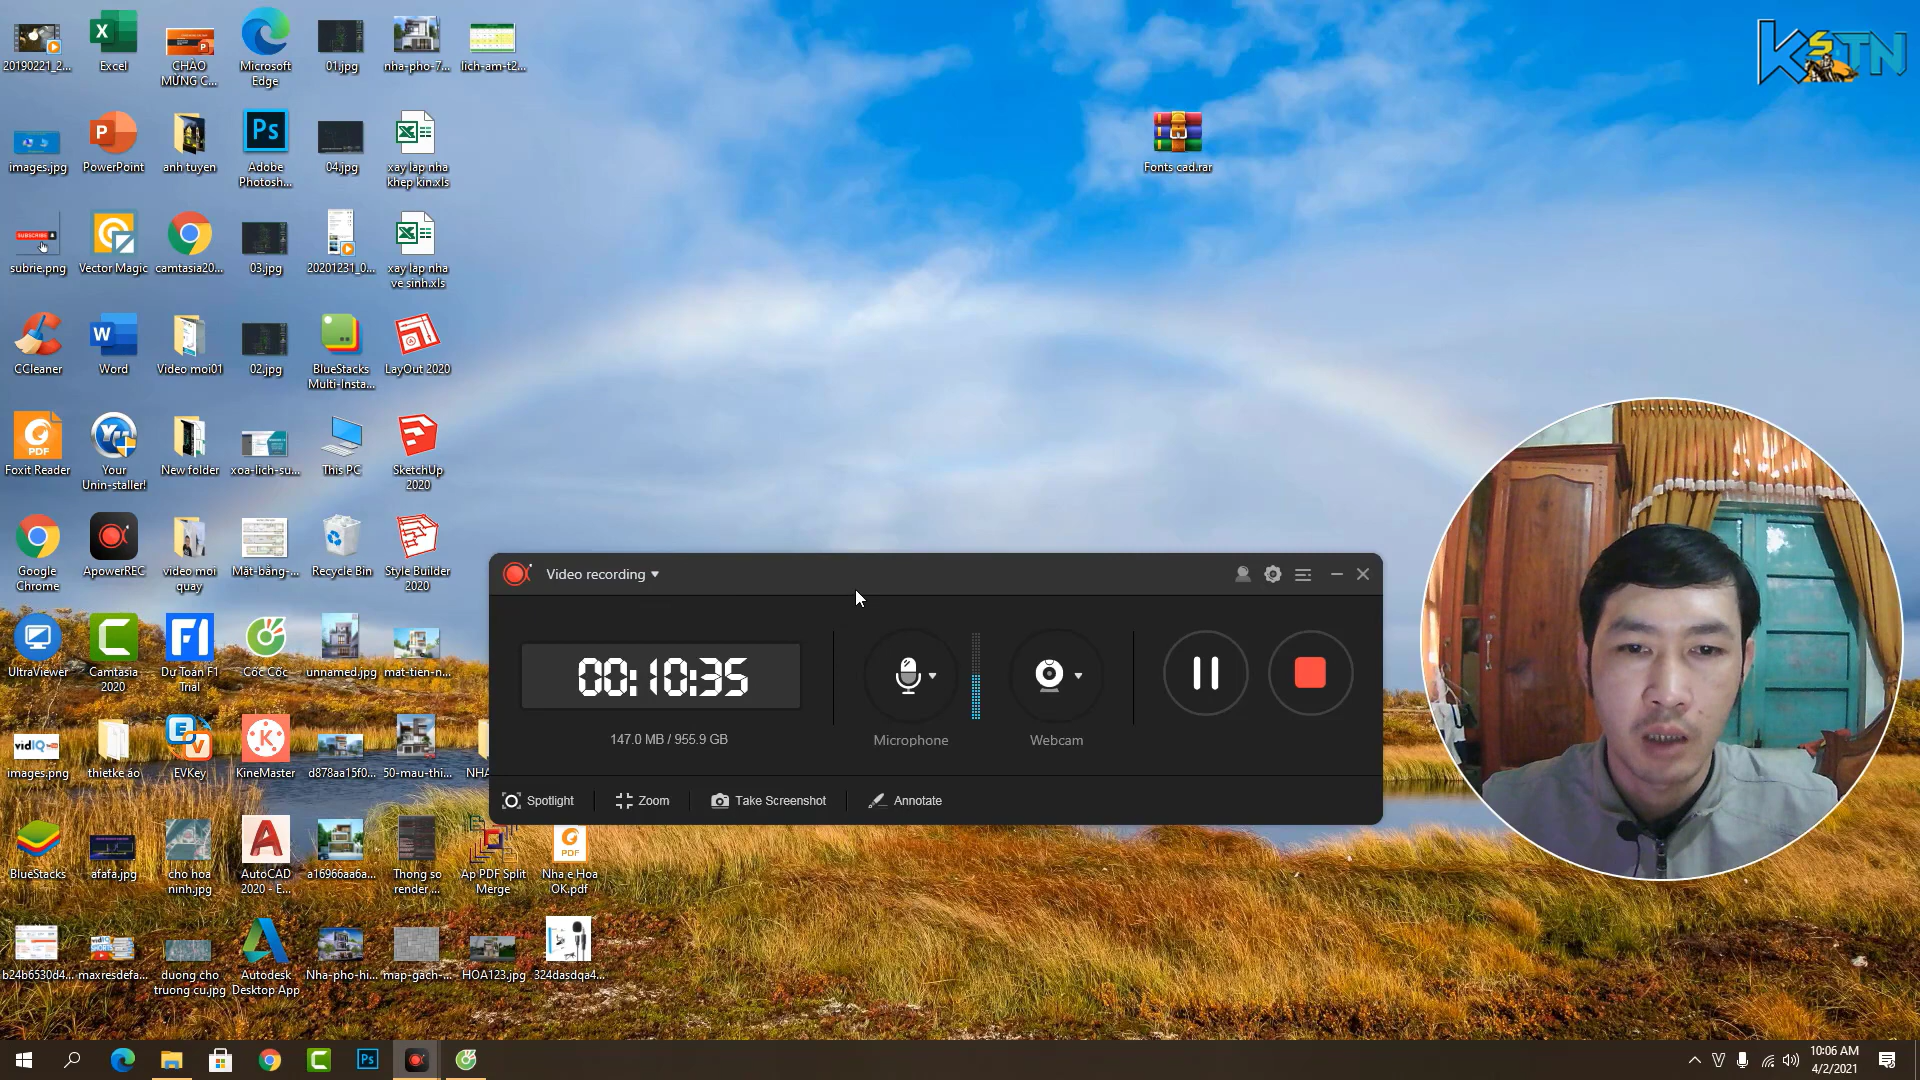 20190221_2...
Excel
CHAO
MỪNG C...
Microsoft
Edge
01.jpg
nha-pho-7...
lich-am-t2...
KSTN
images.jpg
PowerPoint
anh tuyen
Adobe
Photosh...
04.jpg
xay lap nha
khep kin.xls
Fonts cad.rar
SUBSCRIBE
subrie.png
Vector Magic
camtasia20...
03.jpg
20201231_0...
xay lap nha
ve sinh.xls
CCleaner
Word
Video moi01
02.jpg
BlueStacks
Multi-Insta...
LayOut 2020
PDF
Foxit Reader
Your
Unin-staller!
New folder
xoa-lich-su...
This PC
SketchUp
2020
Google
Chrome
ApowerREC
video moi
quay
Mặt-bằng-...
Recycle Bin
Style Builder
2020
Video recording
00:10:35
147.0 MB / 955.9 GB
Microphone
Webcam
Spotlight
Zoom
Take Screenshot
Annotate
UltraViewer
Camtasia
2020
Dự Toán F1
Trial
Cốc Cốc
unnamed.jpg
mat-tien-n...
vidIQ
images.png
thietke áo
EVKey
KineMaster
d878aa15f0...
50-mau-thi...
NHA
BlueStacks
afafa.jpg
cho hoa
ninh.jpg
AutoCAD
2020 - E...
a16966aa6a...
Thong so
render ...
Ap PDF Split
Merge
PDF
Nha e Hoa
OK.pdf
b24b6530d4...
maxresdefa...
duong cho
truong cu.jpg
Autodesk
Desktop App
Nha-pho-hi...
map-gach-...
HOA123.jpg
324dasdqa4...
10:06 AM
4/2/2021